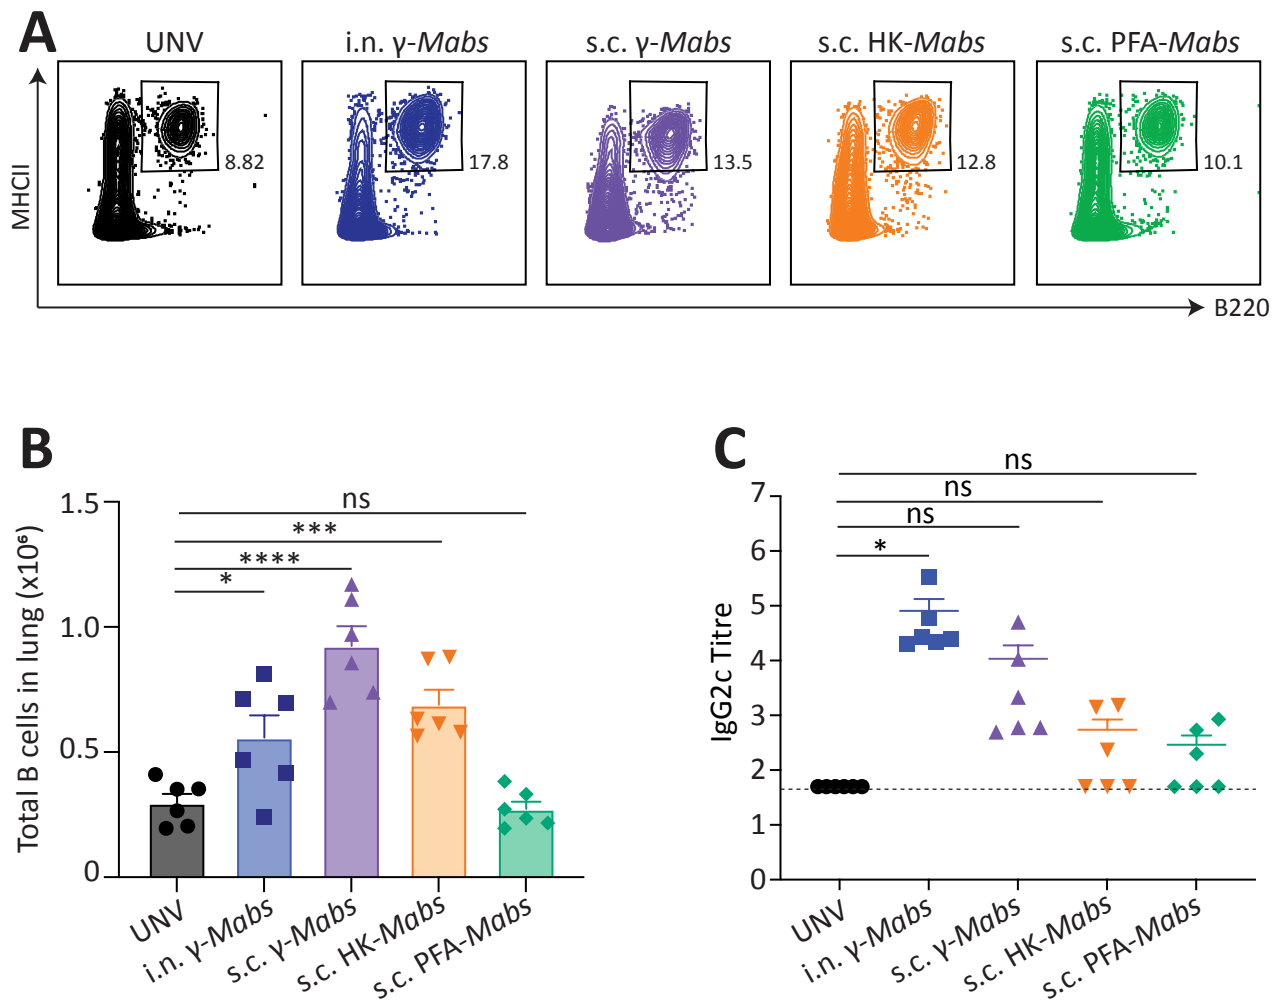 A
UNV
i.n. γ-Mabs
s.c. γ-Mabs
s.c. HK-Mabs
s.c. PFA-Mabs
MHCII
8.82
17.8
13.5
12.8
10.1
B220
B
Total B cells in lung (x10⁶)
1.5
1.0
0.5
0
ns
***
****
*
UNV
i.n. γ-Mabs
s.c. γ-Mabs
s.c. HK-Mabs
s.c. PFA-Mabs
C
IgG2c Titre
7
6
5
4
3
2
1
0
ns
ns
ns
*
UNV
i.n. γ-Mabs
s.c. γ-Mabs
s.c. HK-Mabs
s.c. PFA-Mabs